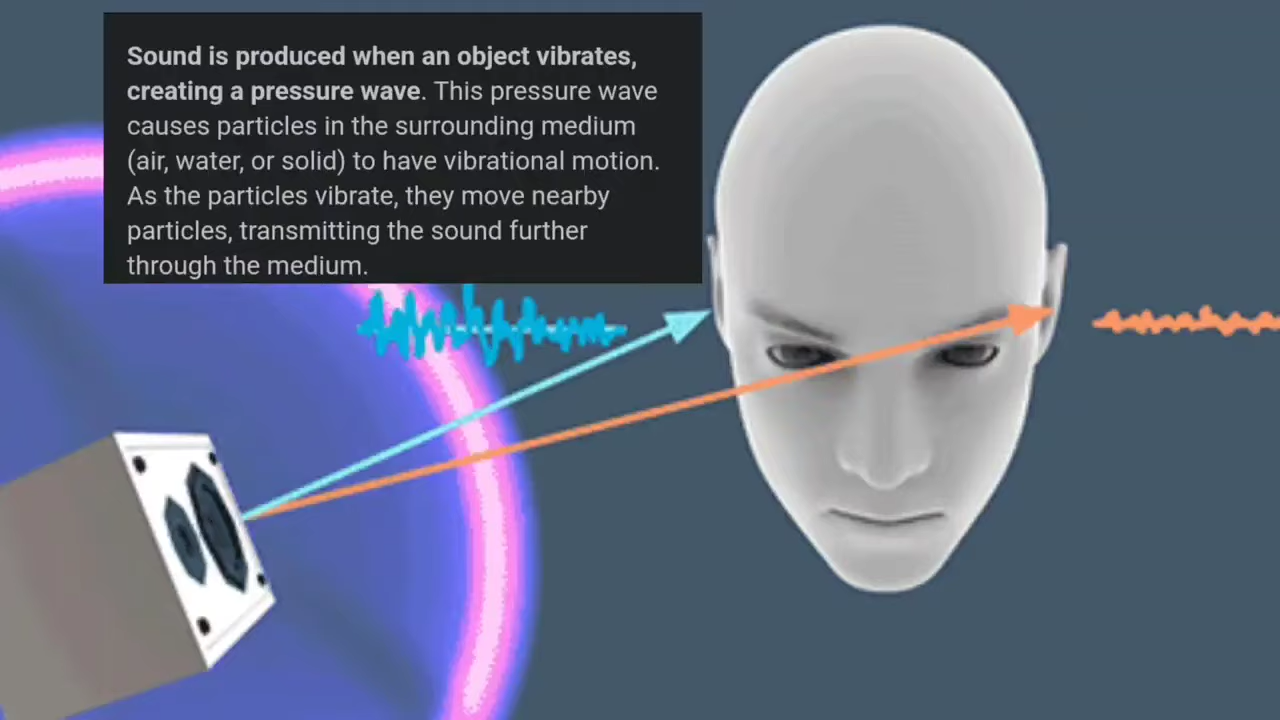 Sound is produced when an object vibrates,
creating a pressure wave. This pressure wave
causes particles in the surrounding medium
(air, water, or solid) to have vibrational motion.
As the particles vibrate, they move nearby
particles, transmitting the sound further
through the medium.